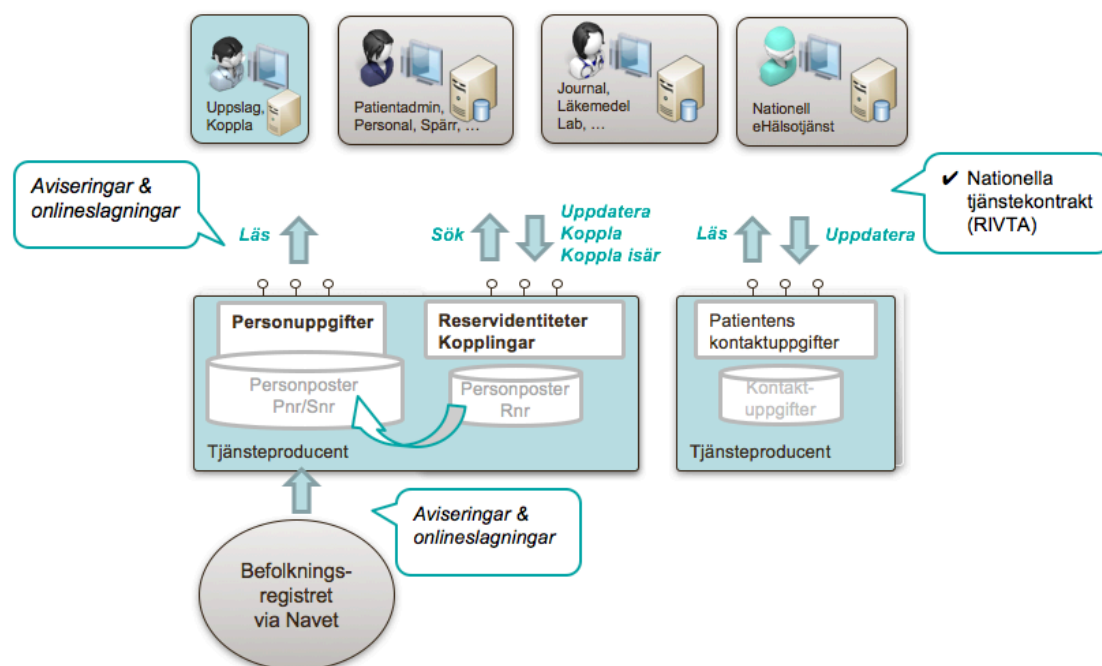 Uppslag,
Koppla
Patientadmin,
Personal, Spärr, ...
Journal,
Läkemedel
Lab, ...
Nationell
eHälsotjänst
Aviseringar &
onlineslagningar
✔ Nationella
tjänstekontrakt
(RIVTA)
Läs
Sök
Uppdatera
Koppla
Koppla isär
Läs
Uppdatera
Personuppgifter
Reservidentiteter
Kopplingar
Patientens
kontaktuppgifter
Personposter
Pnr/Snr
Personposter
Rnr
Kontakt-
uppgifter
Tjänsteproducent
Tjänsteproducent
Aviseringar &
onlineslagningar
Befolknings-
registret
via Navet